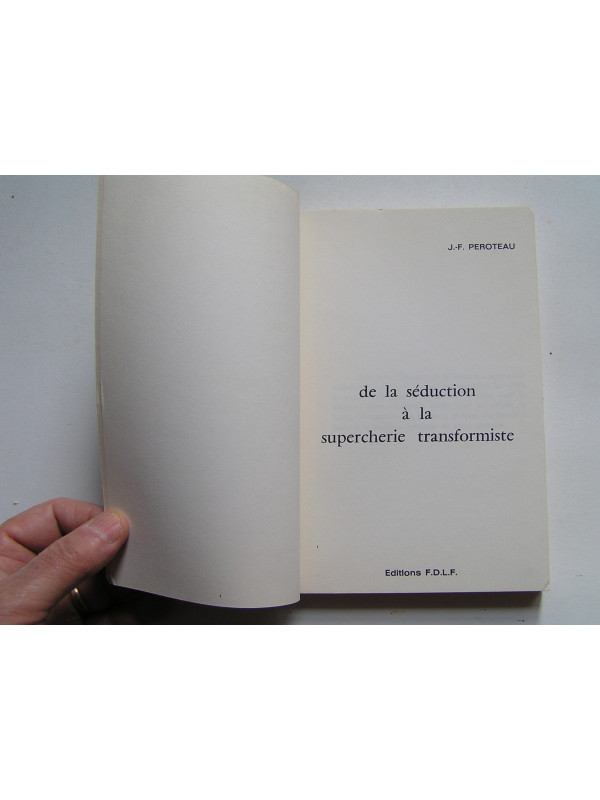 J.-F. PEROTEAU
de la séduction
à la
supercherie transformiste
Editions F.D.L.F.